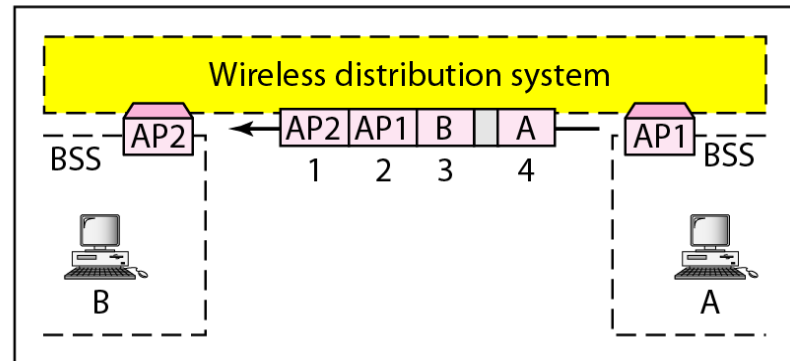 Wireless distribution system
AP2 AP2 AP1 B A AP1
BSS BSS
1 2 3 4
B A